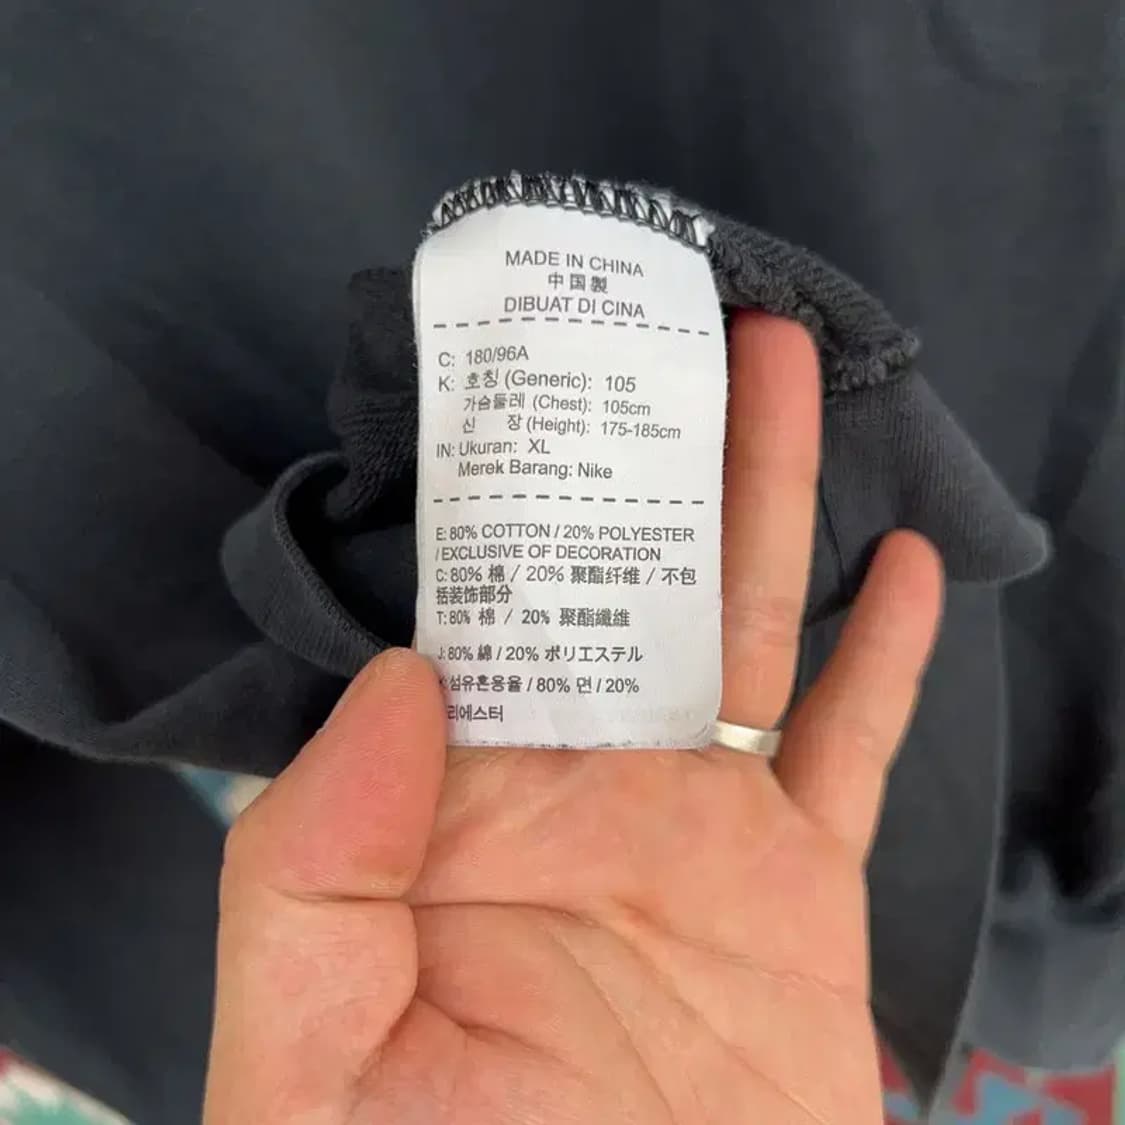 MADE IN CHINA
中国製
DIBUAT DI CINA
C: 180/96A
K: 호칭 (Generic): 105
가슴둘레 (Chest): 105cm
신 장 (Height): 175-185cm
IN: Ukuran: XL
Merek Barang: Nike
E: 80% COTTON / 20% POLYESTER
/ EXCLUSIVE OF DECORATION
C: 80% 棉 / 20% 聚酯纤维 / 不包
括装饰部分
T: 80% 棉 / 20% 聚酯纖維
J: 80% 綿 / 20% ポリエステル
섬유혼용율 / 80% 면 / 20%
리에스터